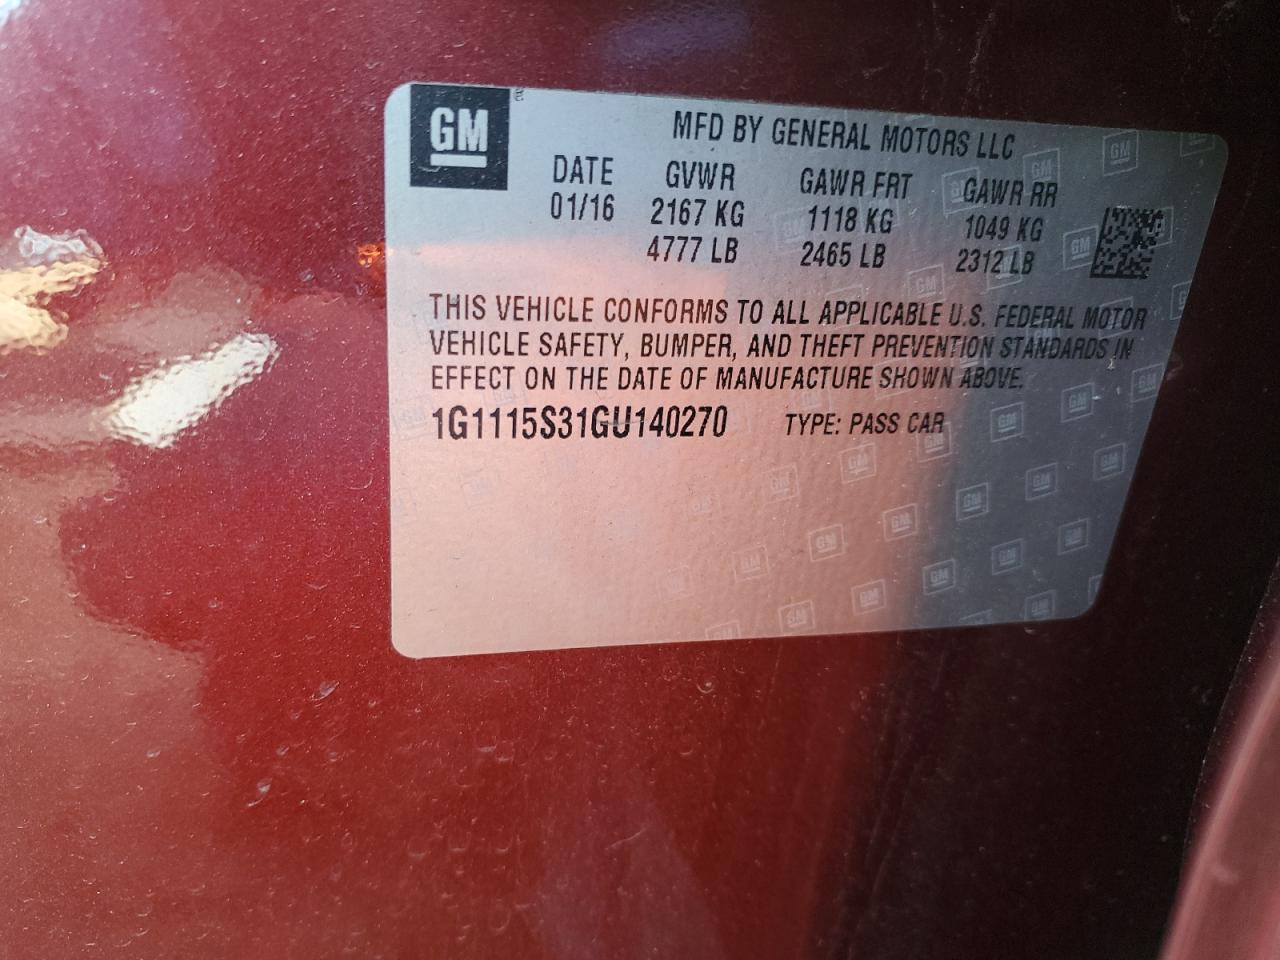 GM
MFD BY GENERAL MOTORS LLC
DATE GVWR GAWR FRT GAWR RR
01/16 2167 KG 1118 KG 1049 KG
4777 LB 2465 LB 2312 LB
THIS VEHICLE CONFORMS TO ALL APPLICABLE U.S. FEDERAL MOTOR
VEHICLE SAFETY, BUMPER, AND THEFT PREVENTION STANDARDS IN
EFFECT ON THE DATE OF MANUFACTURE SHOWN ABOVE.
1G1115S31GU140270 TYPE: PASS CAR